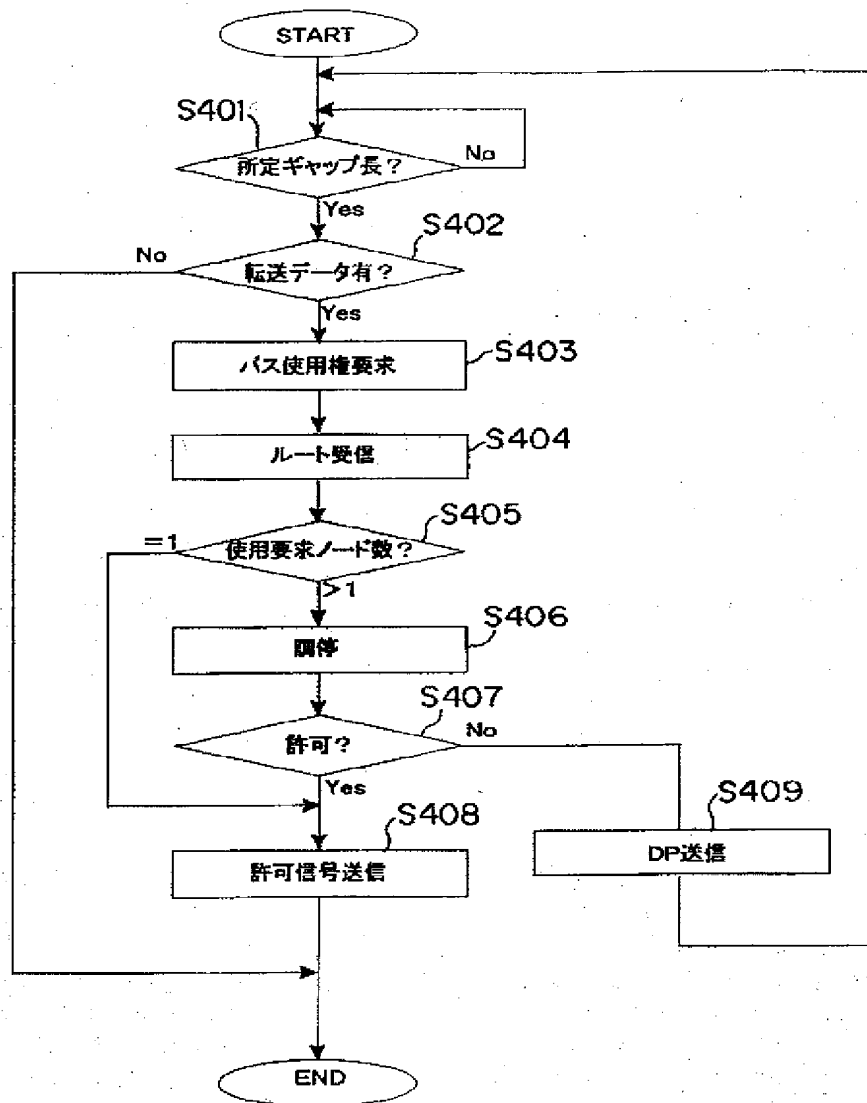 START
S401
所定ギャップ長?
No
Yes
S402
No
転送データ有?
Yes
S403
バス使用権要求
S404
ルート受信
S405
=1
使用要求ノード数?
>1
S406
調停
S407
許可?
No
Yes
S408
許可信号送信
S409
DP送信
END